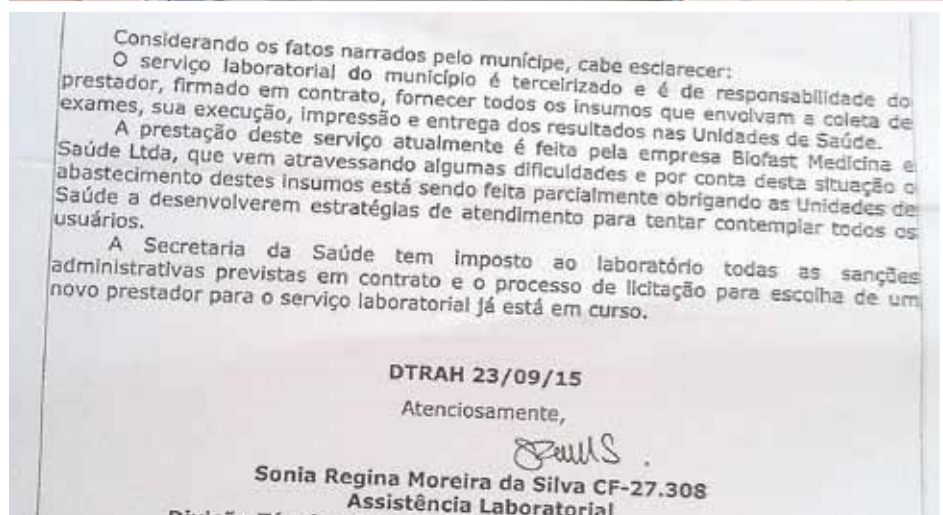 Considerando os fatos narrados pelo munícipe, cabe esclarecer:
O serviço laboratorial do município é terceirizado e é de responsabilidade do
prestador, firmado em contrato, fornecer todos os insumos que envolvam a coleta de
exames, sua execução, impressão e entrega dos resultados nas Unidades de Saúde.
A prestação deste serviço atualmente é feita pela empresa Biofast Medicina e
Saúde Ltda, que vem atravessando algumas dificuldades e por conta desta situação o
abastecimento destes insumos está sendo feita parcialmente obrigando as Unidades de
Saúde a desenvolverem estratégias de atendimento para tentar contemplar todos os
usuários.
A Secretaria da Saúde tem imposto ao laboratório todas as sanções
administrativas previstas em contrato e o processo de licitação para escolha de um
novo prestador para o serviço laboratorial já está em curso.
DTRAH 23/09/15
Atenciosamente,
Sonia Regina Moreira da Silva CF-27.308
Assistência Laboratorial